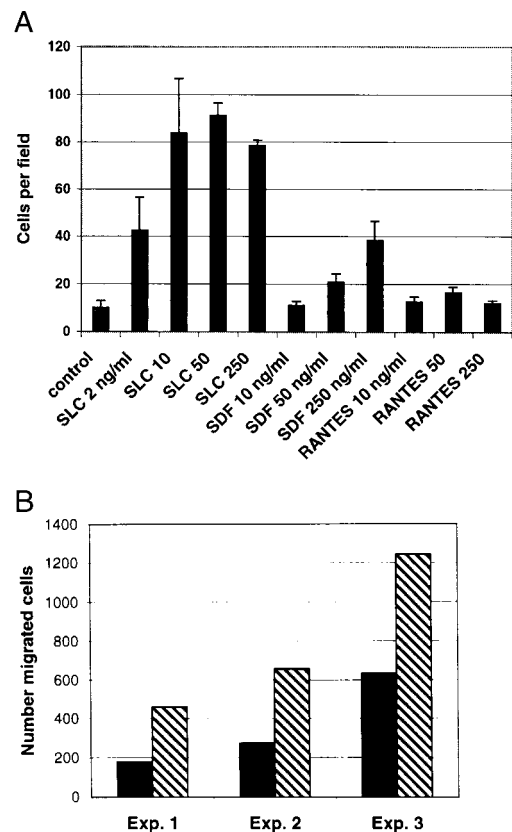 A
120
100
80
60
40
20
0
Cells per field
control
SLC 2 ng/ml
SLC 10
SLC 50
SLC 250
SDF 10 ng/ml
SDF 50 ng/ml
SDF 250 ng/ml
RANTES 10 ng/ml
RANTES 50
RANTES 250
B
1400
1200
1000
800
600
400
200
0
Number migrated cells
Exp. 1
Exp. 2
Exp. 3